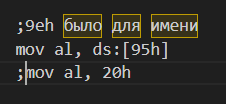 ;9eh было для имени
mov al, ds:[95h]
;mov al, 20h